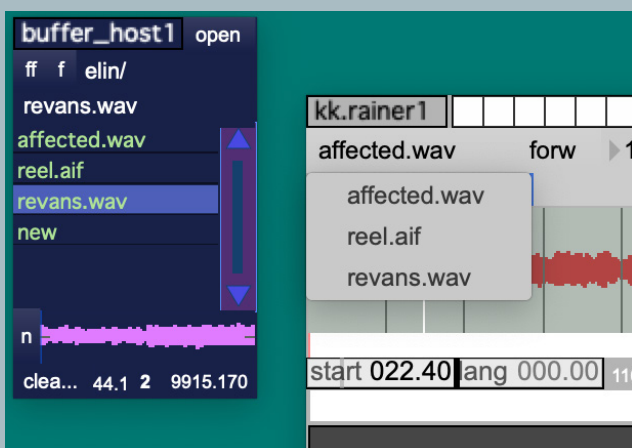 buffer_host1 open
ff f elin/
revans.wav
affected.wav
reel.aif
revans.wav
new
n
clea... 44.1 2 9915.170
kk.rainer1
affected.wav forw
affected.wav
reel.aif
revans.wav
start 022.40 lang 000.00